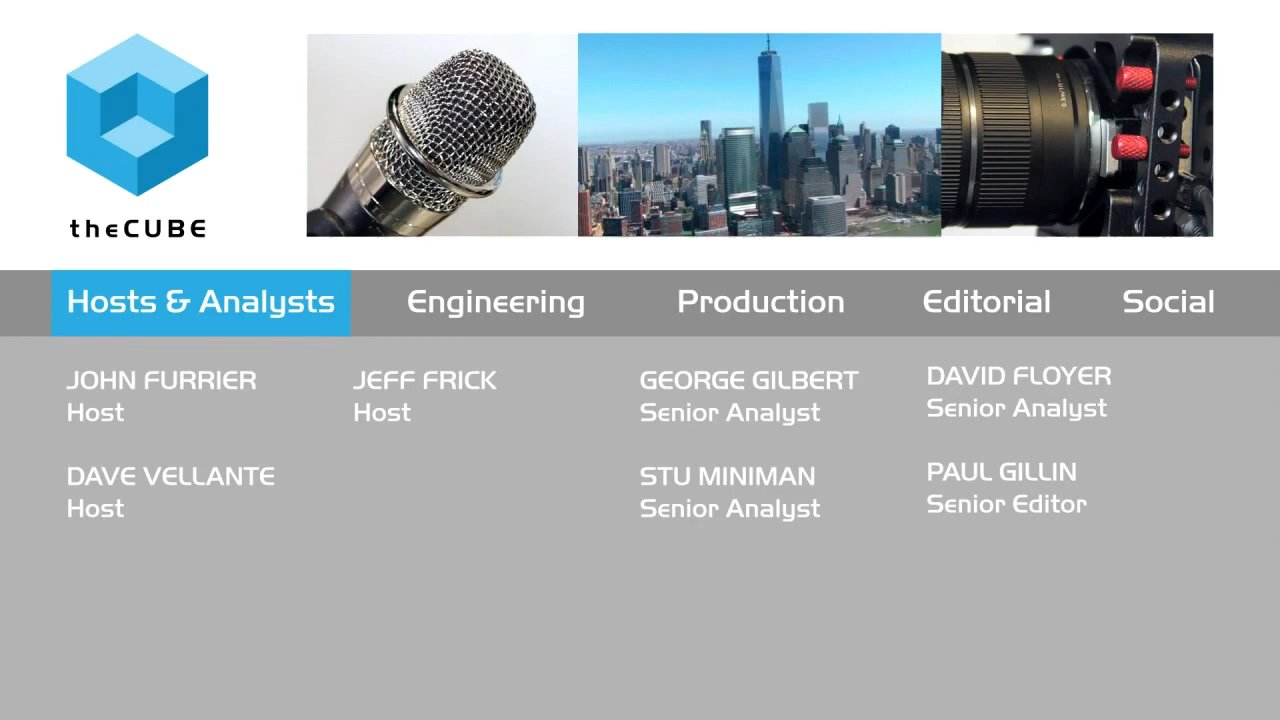 theCUBE
Hosts & Analysts
Engineering
Production
Editorial
Social
JOHN FURRIER
Host
DAVE VELLANTE
Host
JEFF FRICK
Host
GEORGE GILBERT
Senior Analyst
STU MINIMAN
Senior Analyst
DAVID FLOYER
Senior Analyst
PAUL GILLIN
Senior Editor